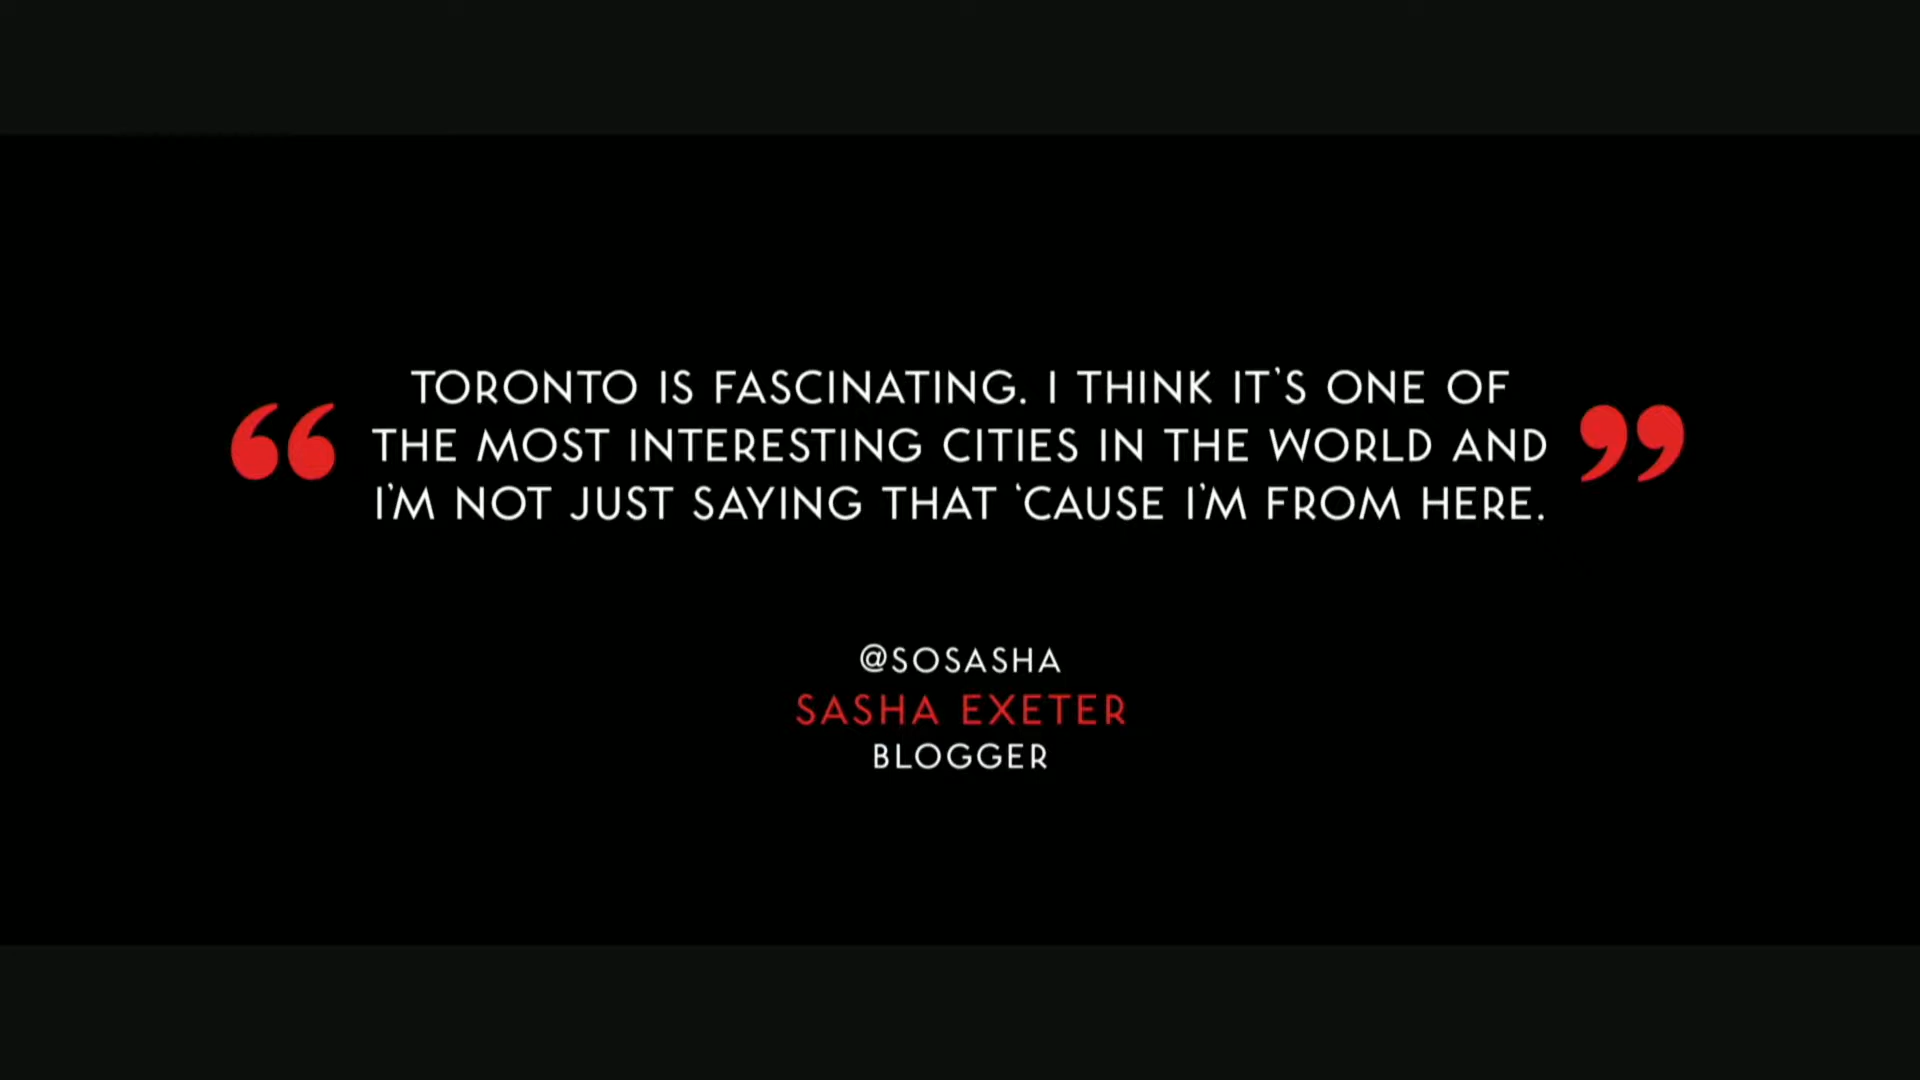 “ TORONTO IS FASCINATING. I THINK IT'S ONE OF
THE MOST INTERESTING CITIES IN THE WORLD AND
I'M NOT JUST SAYING THAT ‘CAUSE I'M FROM HERE. ”
@SOSASHA
SASHA EXETER
BLOGGER